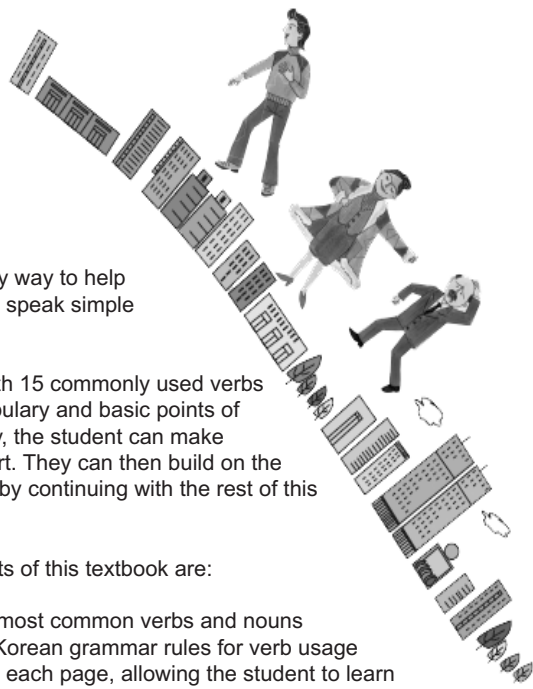 y way to help
speak simple
th 15 commonly used verbs
bulary and basic points of
y, the student can make
rt. They can then build on the
by continuing with the rest of this
ts of this textbook are:
most common verbs and nouns
Korean grammar rules for verb usage
each page, allowing the student to learn